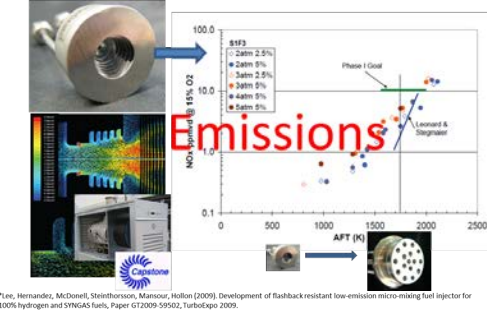 100.0
S1F3
2atm 2.5%
2atm 5%
3atm 2.5%
3atm 5%
4atm 5%
5atm 5%
Phase I Goal
10.0
NOx ppmvd @ 15% O2
Emissions
Leonard &
Stegmaier
1.0
0.1
0 500 1000 1500 2000 2500
AFT (K)
Capstone
*Lee, Hernandez, McDonell, Steinthorsson, Mansour, Hollon (2009). Development of flashback resistant low-emission micro-mixing fuel injector for
100% hydrogen and SYNGAS fuels, Paper GT2009-59502, TurboExpo 2009.